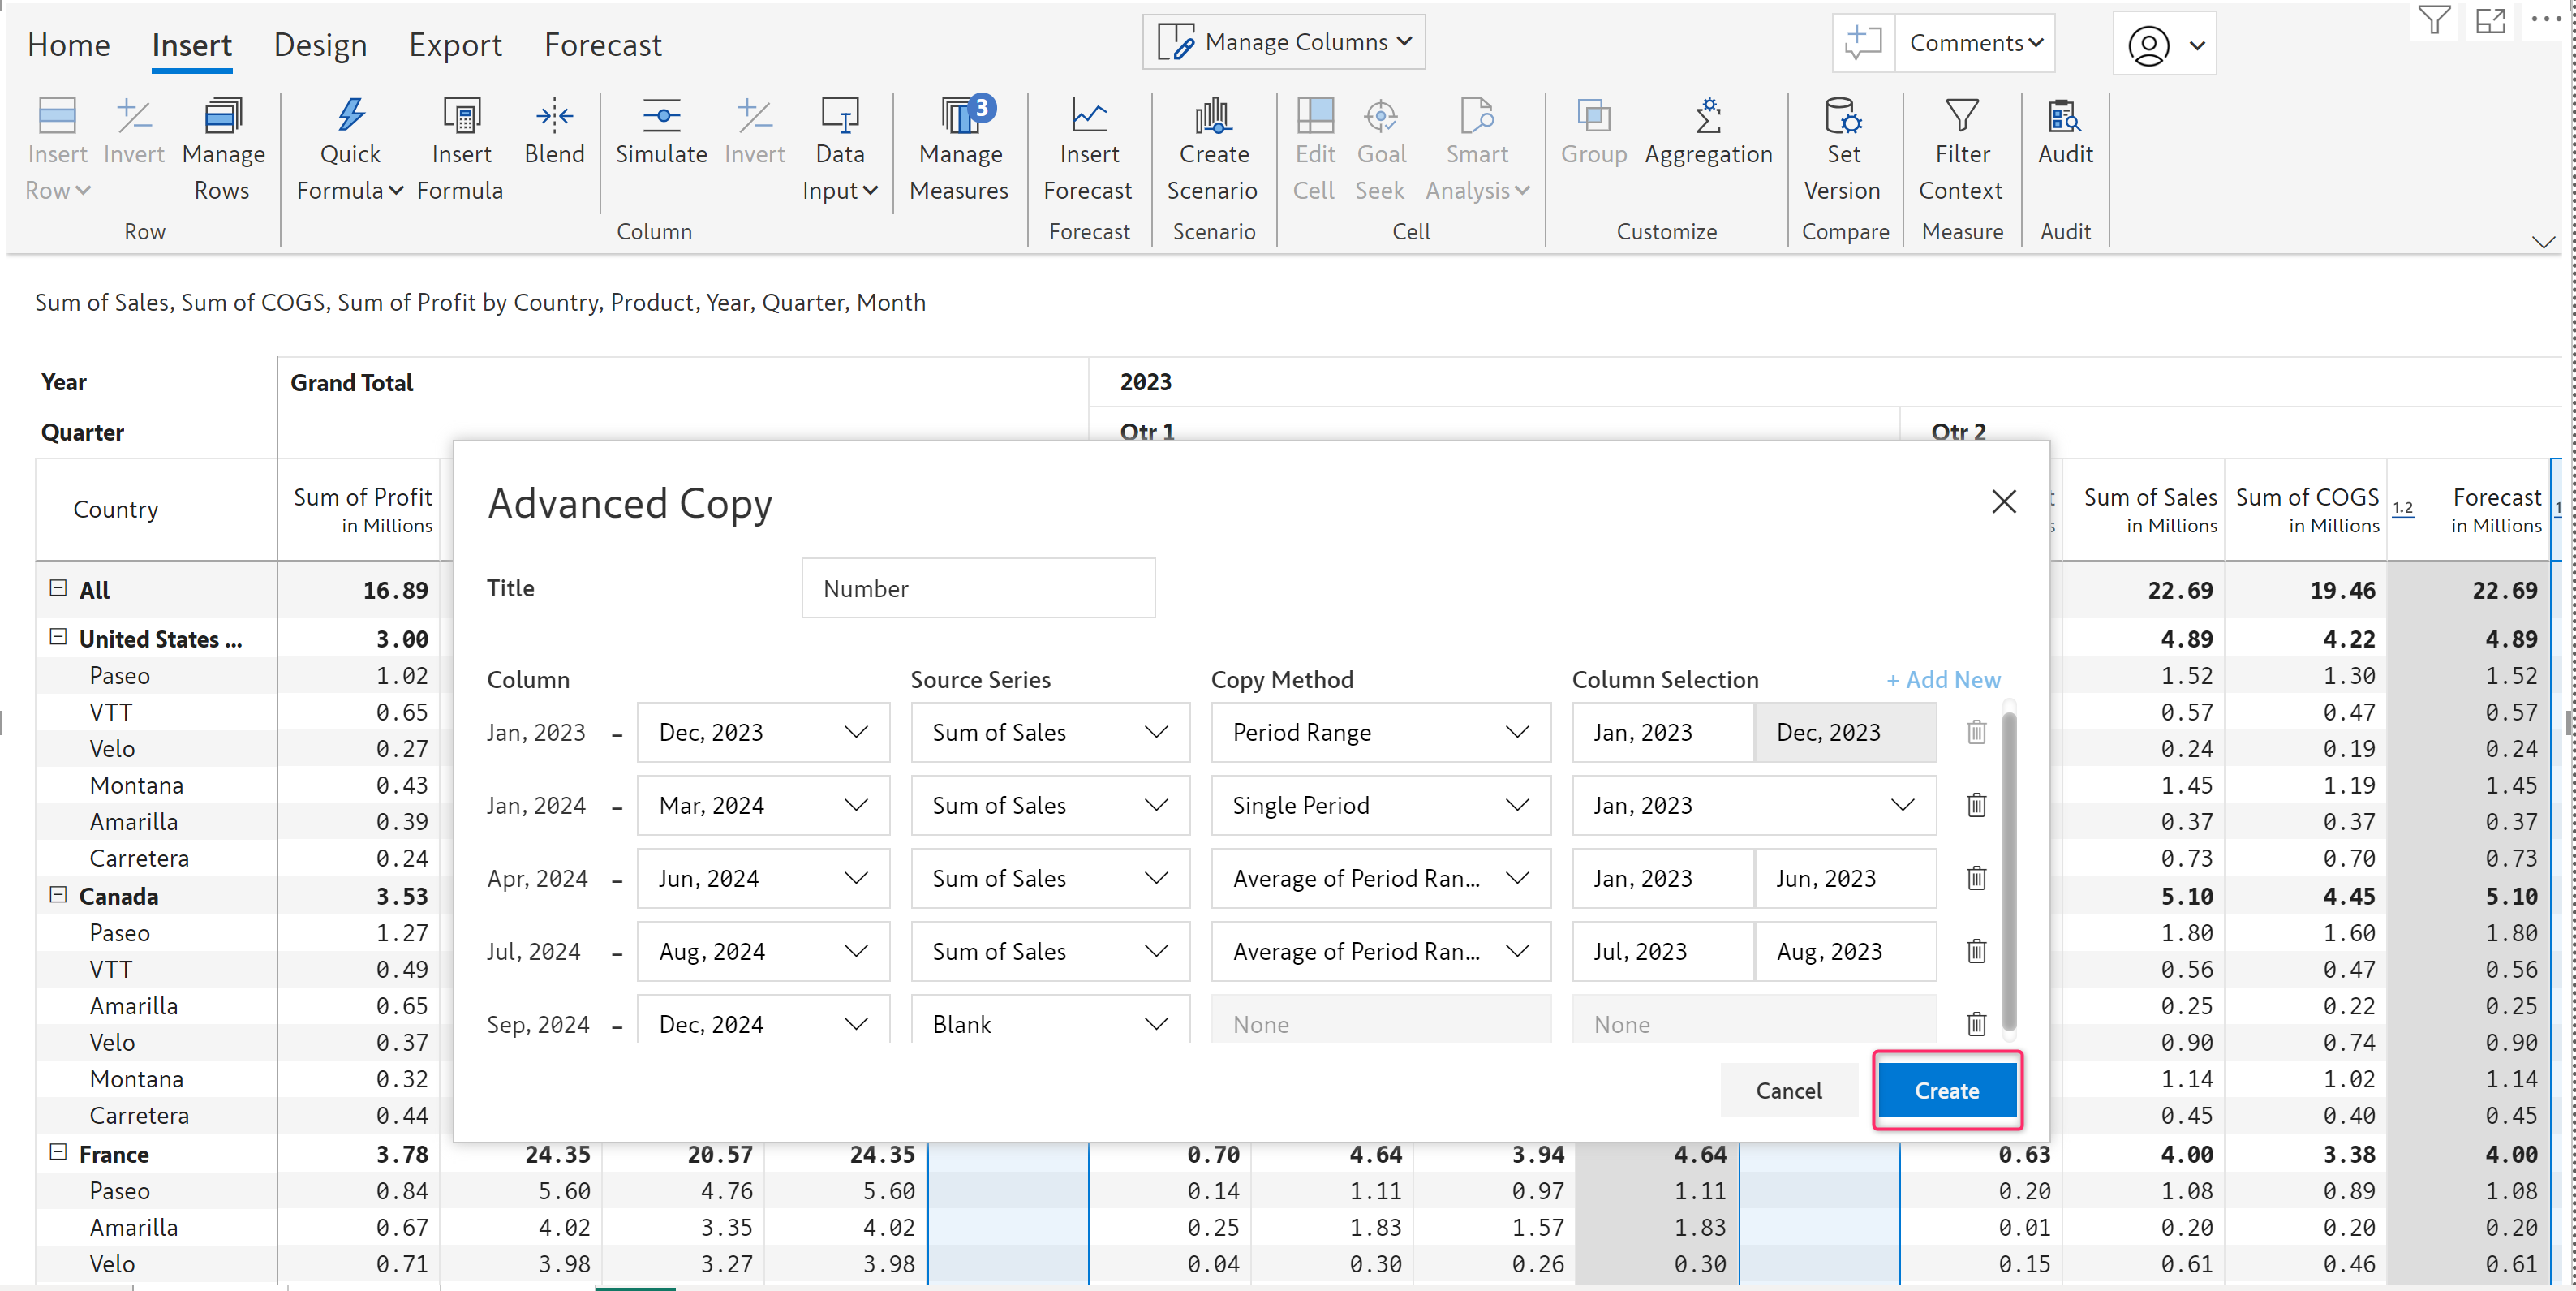 Home Insert Design Export Forecast Manage Columns Comments
Insert Row Invert Manage Rows Quick Formula Insert Formula Blend Simulate Invert Data Input Manage Measures 3 Insert Forecast Create Scenario Edit Cell Goal Seek Smart Analysis Group Aggregation Set Version Filter Context Audit
Row Column Forecast Scenario Cell Customize Compare Measure Audit
Sum of Sales, Sum of COGS, Sum of Profit by Country, Product, Year, Quarter, Month
Year Grand Total 2023
Quarter Qtr 1 Qtr 2
Country Sum of Profit Sum of Sales Sum of COGS 1.2 Forecast
in Millions in Millions in Millions in Millions
All 16.89 22.69 19.46 22.69
United States ... 3.00 4.89 4.22 4.89
Paseo 1.02 1.52 1.30 1.52
VTT 0.65 0.57 0.47 0.57
Velo 0.27 0.24 0.19 0.24
Montana 0.43 1.45 1.19 1.45
Amarilla 0.39 0.37 0.37 0.37
Carretera 0.24 0.73 0.70 0.73
Canada 3.53 5.10 4.45 5.10
Paseo 1.27 1.80 1.60 1.80
VTT 0.49 0.56 0.47 0.56
Amarilla 0.65 0.25 0.22 0.25
Velo 0.37 0.90 0.74 0.90
Montana 0.32 1.14 1.02 1.14
Carretera 0.44 0.45 0.40 0.45
France 3.78 24.35 20.57 24.35 0.70 4.64 3.94 4.64 0.63 4.00 3.38 4.00
Paseo 0.84 5.60 4.76 5.60 0.14 1.11 0.97 1.11 0.20 1.08 0.89 1.08
Amarilla 0.67 4.02 3.35 4.02 0.25 1.83 1.57 1.83 0.01 0.20 0.20 0.20
Velo 0.71 3.98 3.27 3.98 0.04 0.30 0.26 0.30 0.15 0.61 0.46 0.61
Advanced Copy
Title Number
Column Source Series Copy Method Column Selection + Add New
Jan, 2023 – Dec, 2023 Sum of Sales Period Range Jan, 2023 Dec, 2023
Jan, 2024 – Mar, 2024 Sum of Sales Single Period Jan, 2023
Apr, 2024 – Jun, 2024 Sum of Sales Average of Period Ran... Jan, 2023 Jun, 2023
Jul, 2024 – Aug, 2024 Sum of Sales Average of Period Ran... Jul, 2023 Aug, 2023
Sep, 2024 – Dec, 2024 Blank None None
Cancel Create